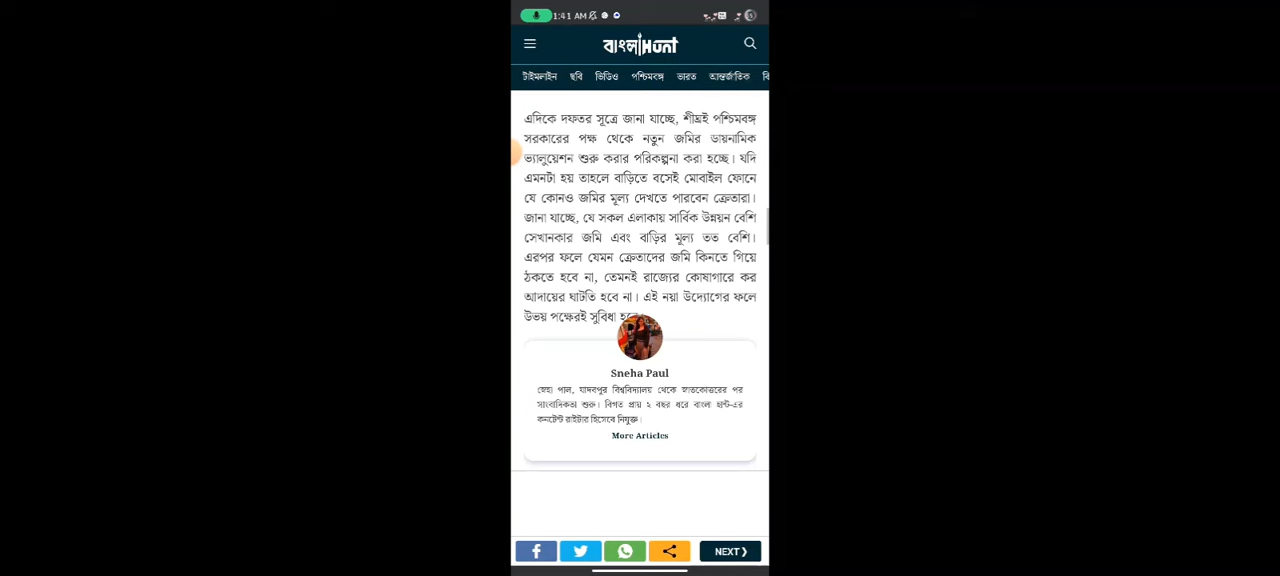 1:41 AM
বাংলাHunt
টাইমলাইন ছবি ভিডিও পশ্চিমবঙ্গ ভারত আন্তর্জাতিক বি
এদিকে দফতর সূত্রে জানা যাচ্ছে, শীঘ্রই পশ্চিমবঙ্গ
সরকারের পক্ষ থেকে নতুন জমির ডায়নামিক
ভ্যালুয়েশন শুরু করার পরিকল্পনা করা হচ্ছে। যদি
এমনটা হয় তাহলে বাড়িতে বসেই মোবাইল ফোনে
যে কোনও জমির মূল্য দেখতে পারবেন ক্রেতারা।
জানা যাচ্ছে, যে সকল এলাকায় সার্বিক উন্নয়ন বেশি
সেখানকার জমি এবং বাড়ির মূল্য তত বেশি।
এরপর ফলে যেমন ক্রেতাদের জমি কিনতে গিয়ে
ঠকতে হবে না, তেমনই রাজ্যের কোষাগারে কর
আদায়ের ঘাটতি হবে না। এই নয়া উদ্যোগের ফলে
উভয় পক্ষেরই সুবিধা
Sneha Paul
স্নেহা পাল, যাদবপুর বিশ্ববিদ্যালয় থেকে স্নাতকোত্তরের পর
সাংবাদিকতা শুরু। বিগত প্রায় ২ বছর ধরে বাংলা হান্ট-এর
কনটেন্ট রাইটার হিসেবে নিযুক্ত।
More Articles
NEXT ❯